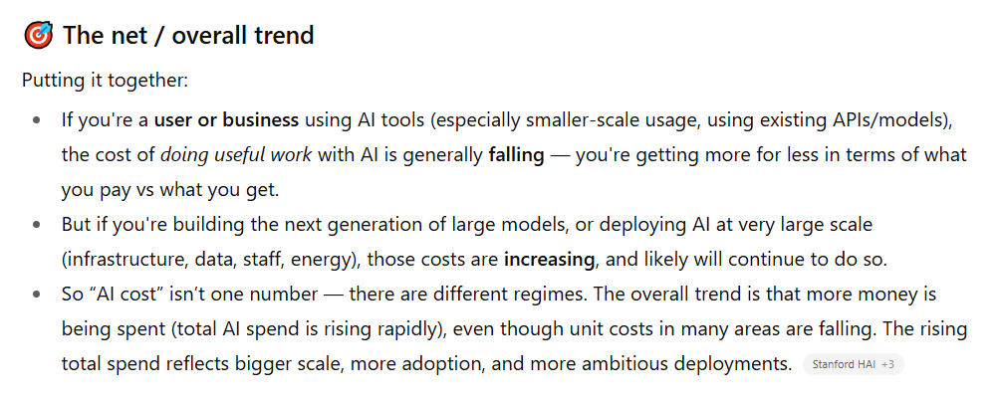 🎯 The net / overall trend
Putting it together:
• If you're a user or business using AI tools (especially smaller-scale usage, using existing APIs/models),
the cost of doing useful work with AI is generally falling — you're getting more for less in terms of what
you pay vs what you get.
• But if you're building the next generation of large models, or deploying AI at very large scale
(infrastructure, data, staff, energy), those costs are increasing, and likely will continue to do so.
• So “AI cost” isn’t one number — there are different regimes. The overall trend is that more money is
being spent (total AI spend is rising rapidly), even though unit costs in many areas are falling. The rising
total spend reflects bigger scale, more adoption, and more ambitious deployments. Stanford HAI +3